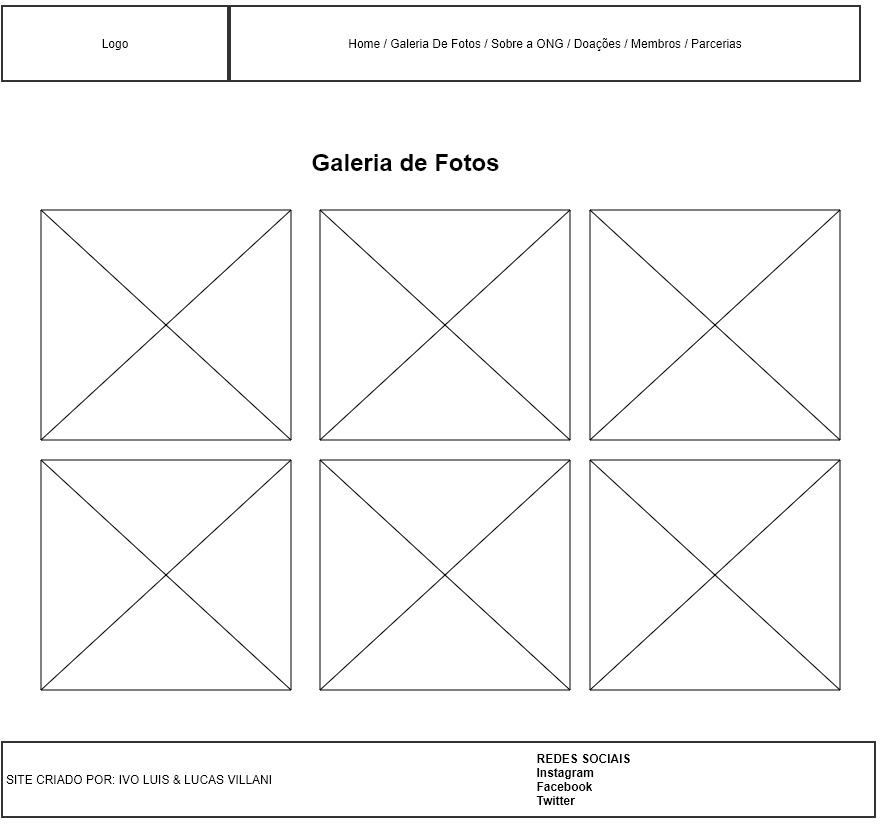 Logo
Home / Galeria De Fotos / Sobre a ONG / Doações / Membros / Parcerias
Galeria de Fotos
SITE CRIADO POR: IVO LUIS & LUCAS VILLANI
REDES SOCIAIS
Instagram
Facebook
Twitter